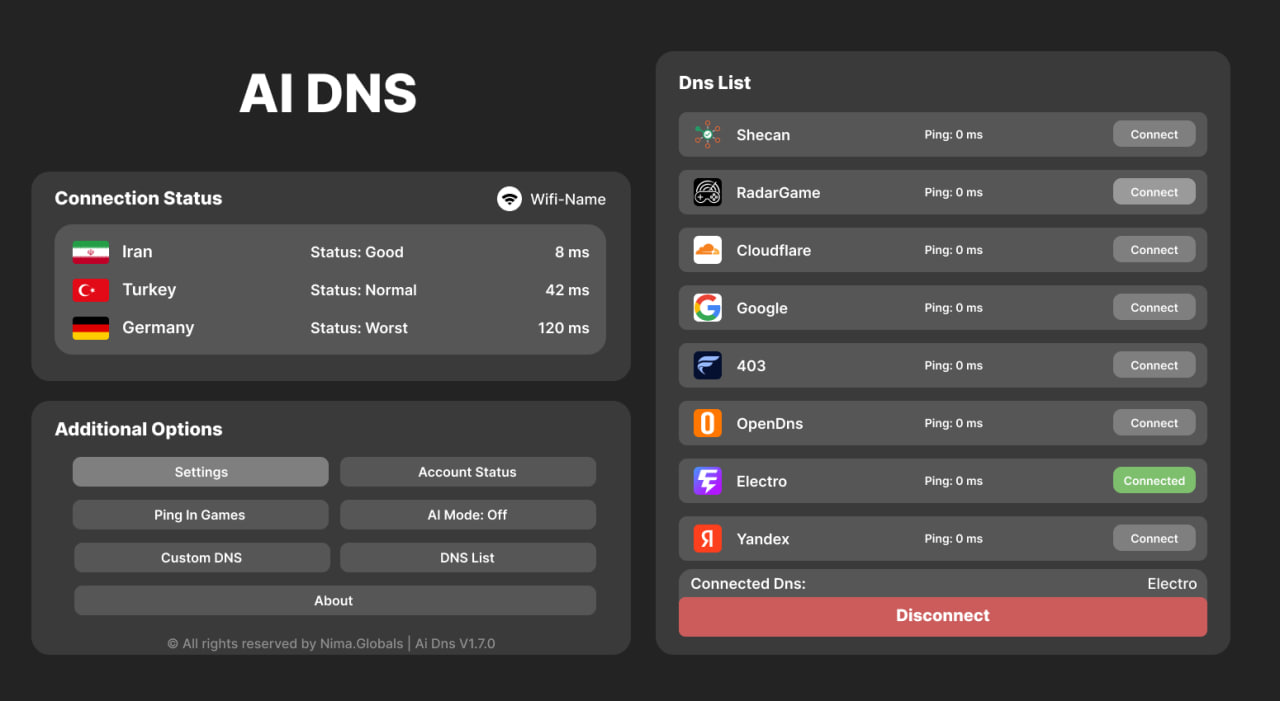 AI DNS
Connection Status
Wifi-Name
Iran Status: Good 8 ms
Turkey Status: Normal 42 ms
Germany Status: Worst 120 ms
Additional Options
Settings Account Status
Ping In Games AI Mode: Off
Custom DNS DNS List
About
© All rights reserved by Nima.Globals | Ai Dns V1.7.0
Dns List
Shecan Ping: 0 ms Connect
RadarGame Ping: 0 ms Connect
Cloudflare Ping: 0 ms Connect
Google Ping: 0 ms Connect
403 Ping: 0 ms Connect
OpenDns Ping: 0 ms Connect
Electro Ping: 0 ms Connected
Я Yandex Ping: 0 ms Connect
Connected Dns: Electro
Disconnect